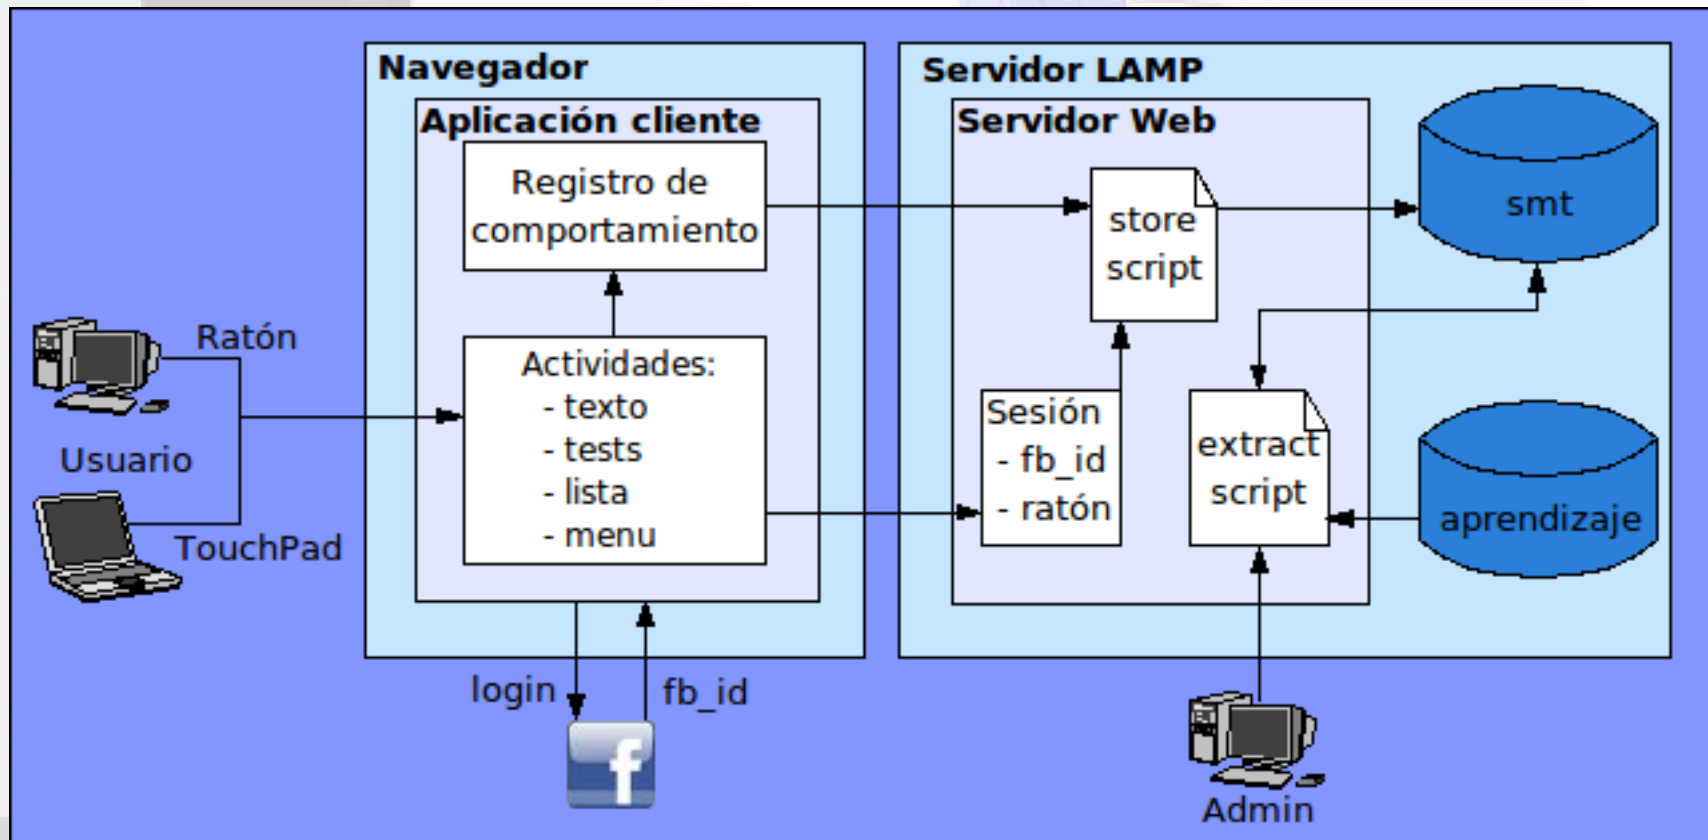 Navegador
Aplicación cliente
Registro de
comportamiento
Actividades:
- texto
- tests
- lista
- menu
Ratón
Usuario
TouchPad
login
fb_id
f
Servidor LAMP
Servidor Web
store
script
smt
Sesión
- fb_id
- ratón
extract
script
aprendizaje
Admin